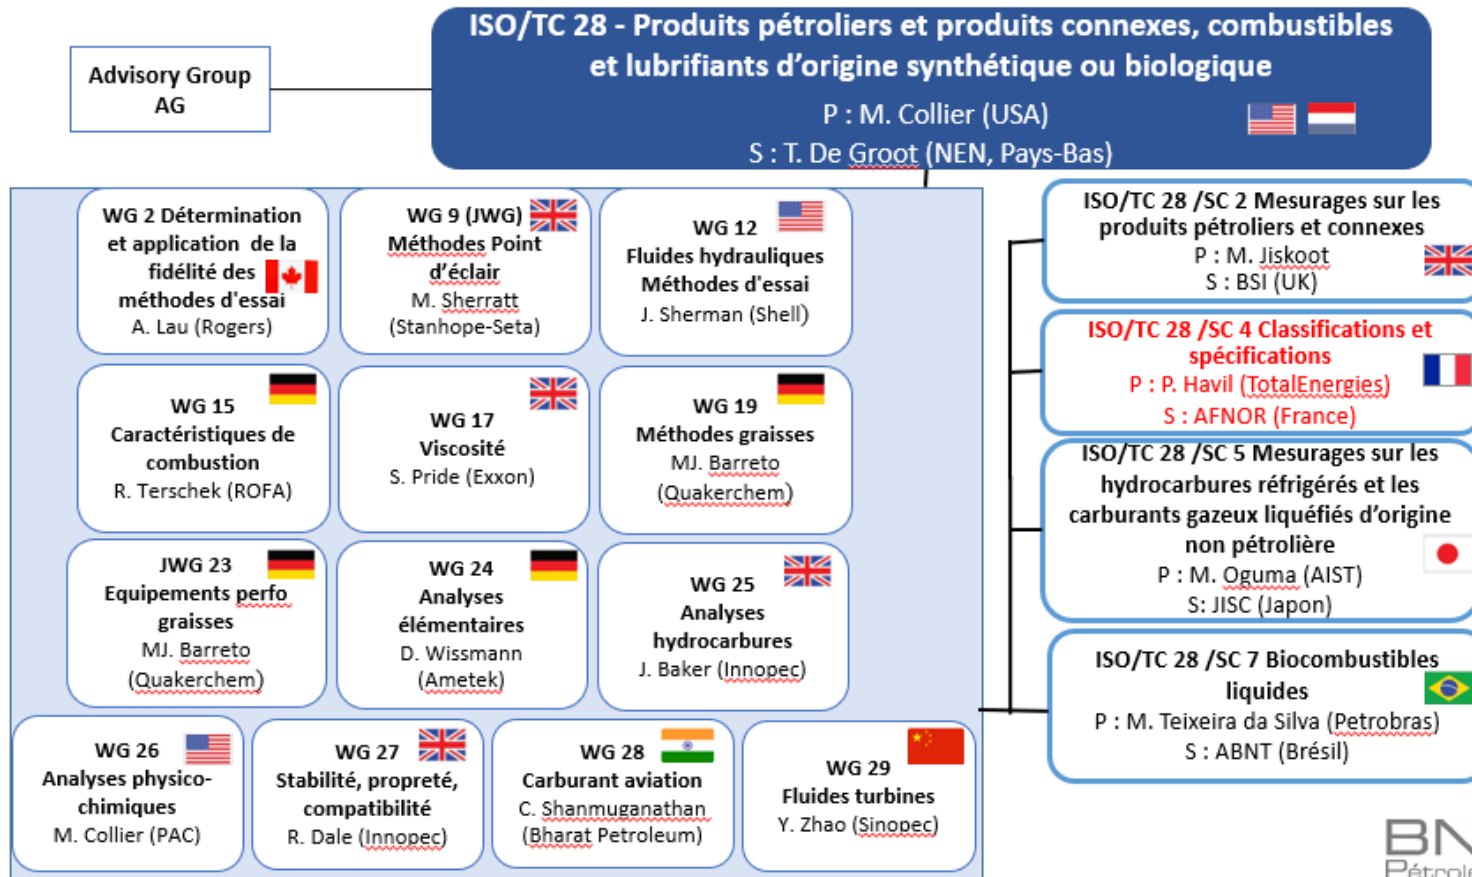 ISO/TC 28 - Produits pétroliers et produits connexes, combustibles
et lubrifiants d’origine synthétique ou biologique
P : M. Collier (USA)
S : T. De Groot (NEN, Pays-Bas)
Advisory Group
AG
WG 2 Détermination
et application de la
fidélité des
méthodes d'essai
A. Lau (Rogers)
WG 9 (JWG)
Méthodes Point
d’éclair
M. Sherratt
(Stanhope-Seta)
WG 12
Fluides hydrauliques
Méthodes d'essai
J. Sherman (Shell)
WG 15
Caractéristiques de
combustion
R. Terschek (ROFA)
WG 17
Viscosité
S. Pride (Exxon)
WG 19
Méthodes graisses
MJ. Barreto
(Quakerchem)
JWG 23
Equipements perfo
graisses
MJ. Barreto
(Quakerchem)
WG 24
Analyses
élémentaires
D. Wissmann
(Ametek)
WG 25
Analyses
hydrocarbures
J. Baker (Innopec)
WG 26
Analyses physico-
chimiques
M. Collier (PAC)
WG 27
Stabilité, propreté,
compatibilité
R. Dale (Innopec)
WG 28
Carburant aviation
C. Shanmuganathan
(Bharat Petroleum)
WG 29
Fluides turbines
Y. Zhao (Sinopec)
ISO/TC 28 /SC 2 Mesurages sur les
produits pétroliers et connexes
P : M. Jiskoot
S : BSI (UK)
ISO/TC 28 /SC 4 Classifications et
spécifications
P : P. Havil (TotalEnergies)
S : AFNOR (France)
ISO/TC 28 /SC 5 Mesurages sur les
hydrocarbures réfrigérés et les
carburants gazeux liquéfiés d’origine
non pétrolière
P : M. Oguma (AIST)
S: JISC (Japon)
ISO/TC 28 /SC 7 Biocombustibles
liquides
P : M. Teixeira da Silva (Petrobras)
S : ABNT (Brésil)
BN
Pétrole